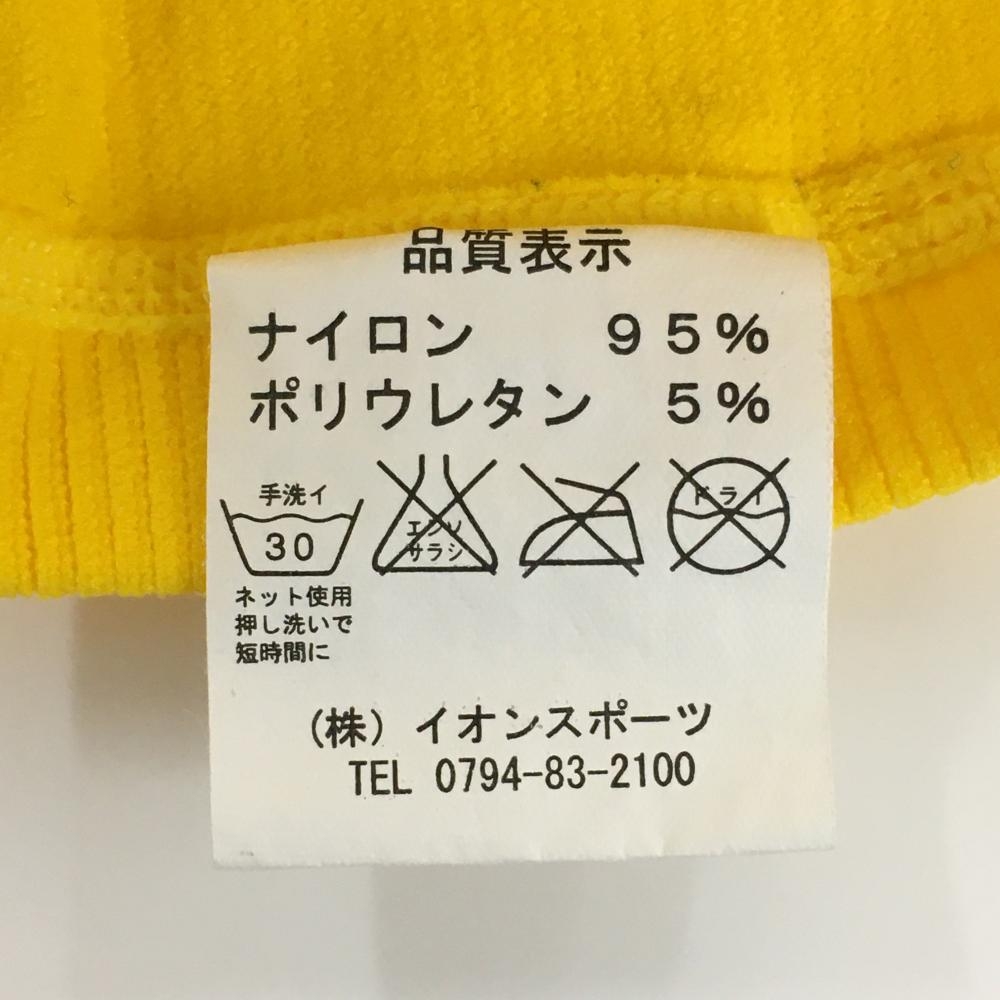 品質表示
ナイロン ９５％
ポリウレタン ５％
手洗イ
30
エンソ
サラシ
ドライ
ネット使用
押し洗いで
短時間に
(株) イオンスポーツ
TEL 0794-83-2100